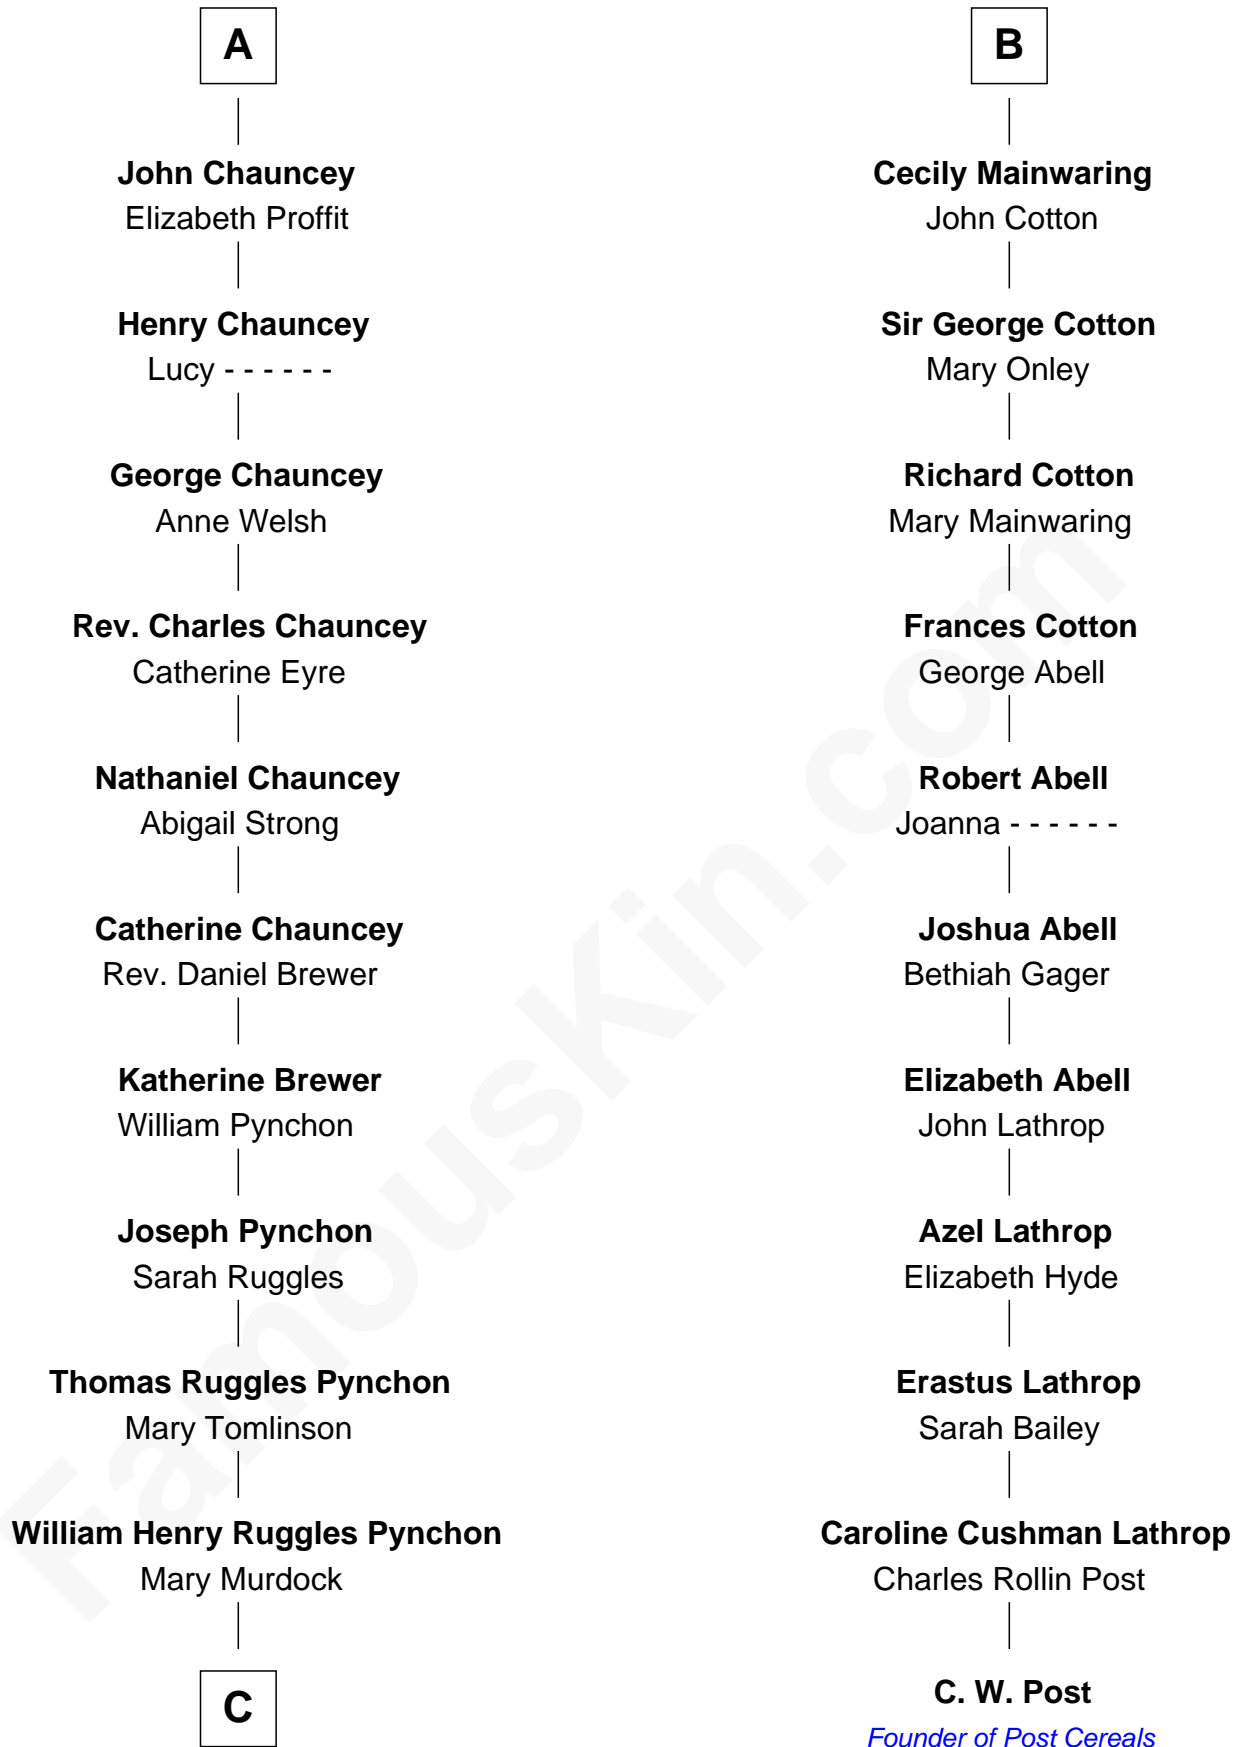 A
John Chauncey
Elizabeth Proffit
Henry Chauncey
Lucy - - - - - -
George Chauncey
Anne Welsh
Rev. Charles Chauncey
Catherine Eyre
Nathaniel Chauncey
Abigail Strong
Catherine Chauncey
Rev. Daniel Brewer
Katherine Brewer
William Pynchon
Joseph Pynchon
Sarah Ruggles
Thomas Ruggles Pynchon
Mary Tomlinson
William Henry Ruggles Pynchon
Mary Murdock
C
B
Cecily Mainwaring
John Cotton
Sir George Cotton
Mary Onley
Richard Cotton
Mary Mainwaring
Frances Cotton
George Abell
Robert Abell
Joanna - - - - - -
Joshua Abell
Bethiah Gager
Elizabeth Abell
John Lathrop
Azel Lathrop
Elizabeth Hyde
Erastus Lathrop
Sarah Bailey
Caroline Cushman Lathrop
Charles Rollin Post
C. W. Post
Founder of Post Cereals
FamousKin.com